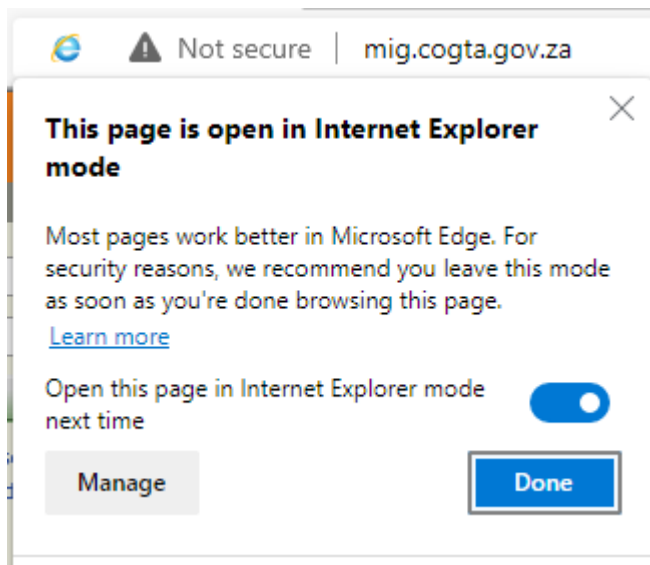 Not secure | mig.cogta.gov.za
This page is open in Internet Explorer
mode
Most pages work better in Microsoft Edge. For
security reasons, we recommend you leave this mode
as soon as you're done browsing this page.
Learn more
Open this page in Internet Explorer mode
next time
Manage Done